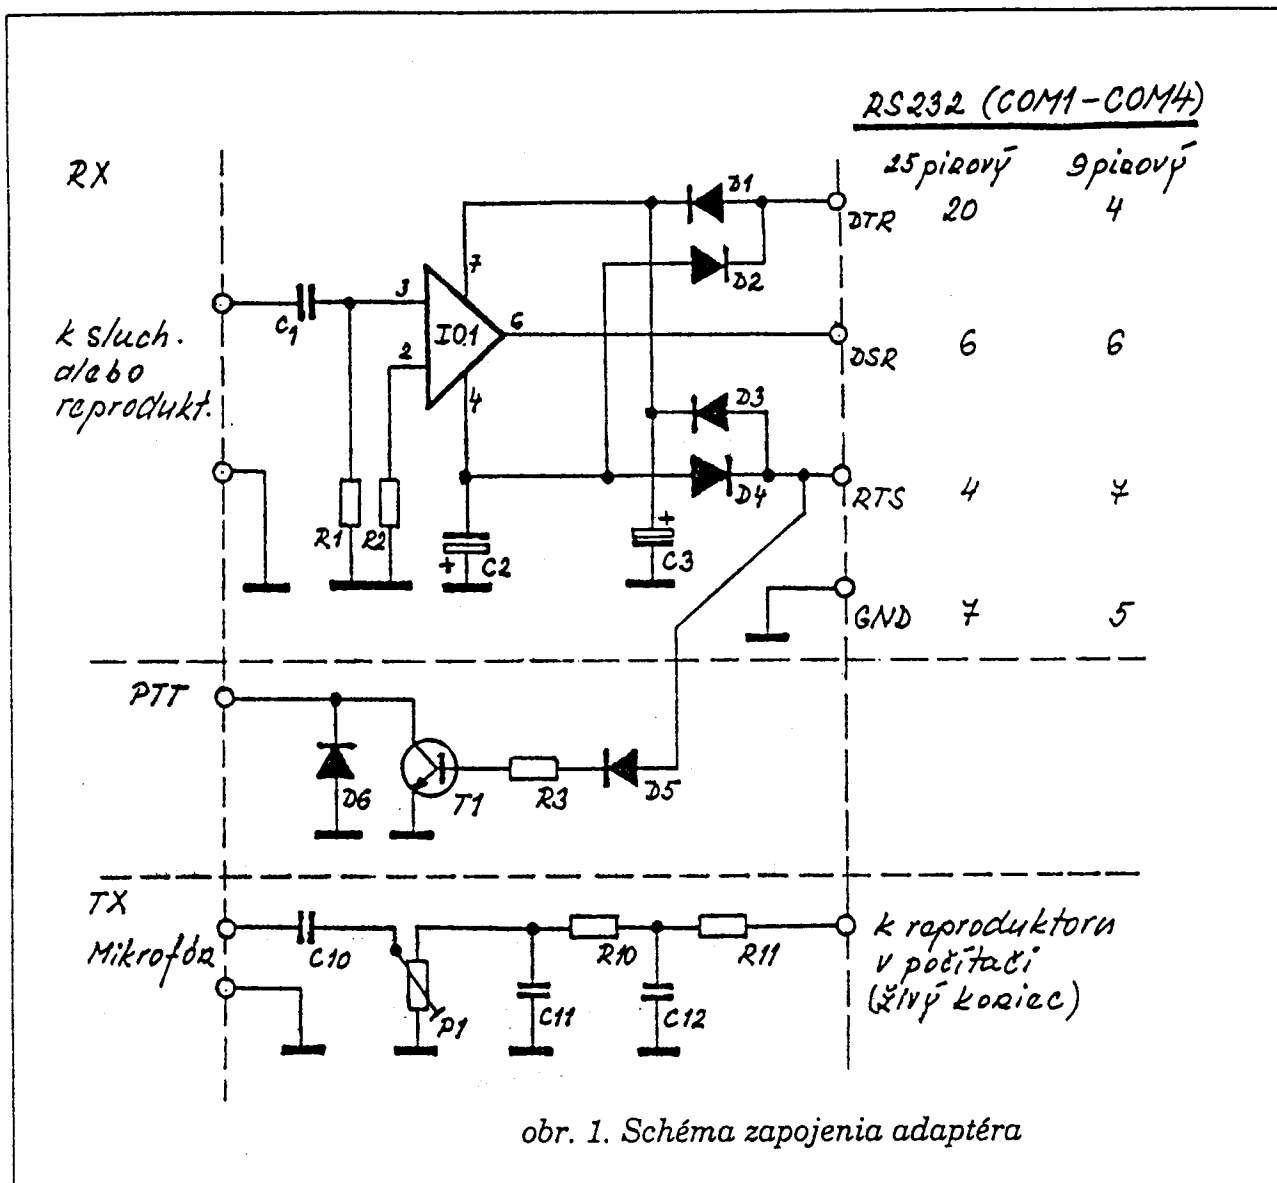 RS232 (COM1-COM4)
25pinový 9pinový
RX
DTR 20 4
D1
D2
7
3
C1
IO.1
6
2
4
DSR 6 6
k sluch.
alebo
reprodukt.
D3
D4
RTS 4 7
R1 R2
+ C2
+
C3
GND 7 5
PTT
D6
T1
R3
D5
TX
Mikrofón
C10
P1
C11
R10
C12
R11
k reproduktoru
v počítači
(živý koniec)
obr. 1. Schéma zapojenia adaptéra